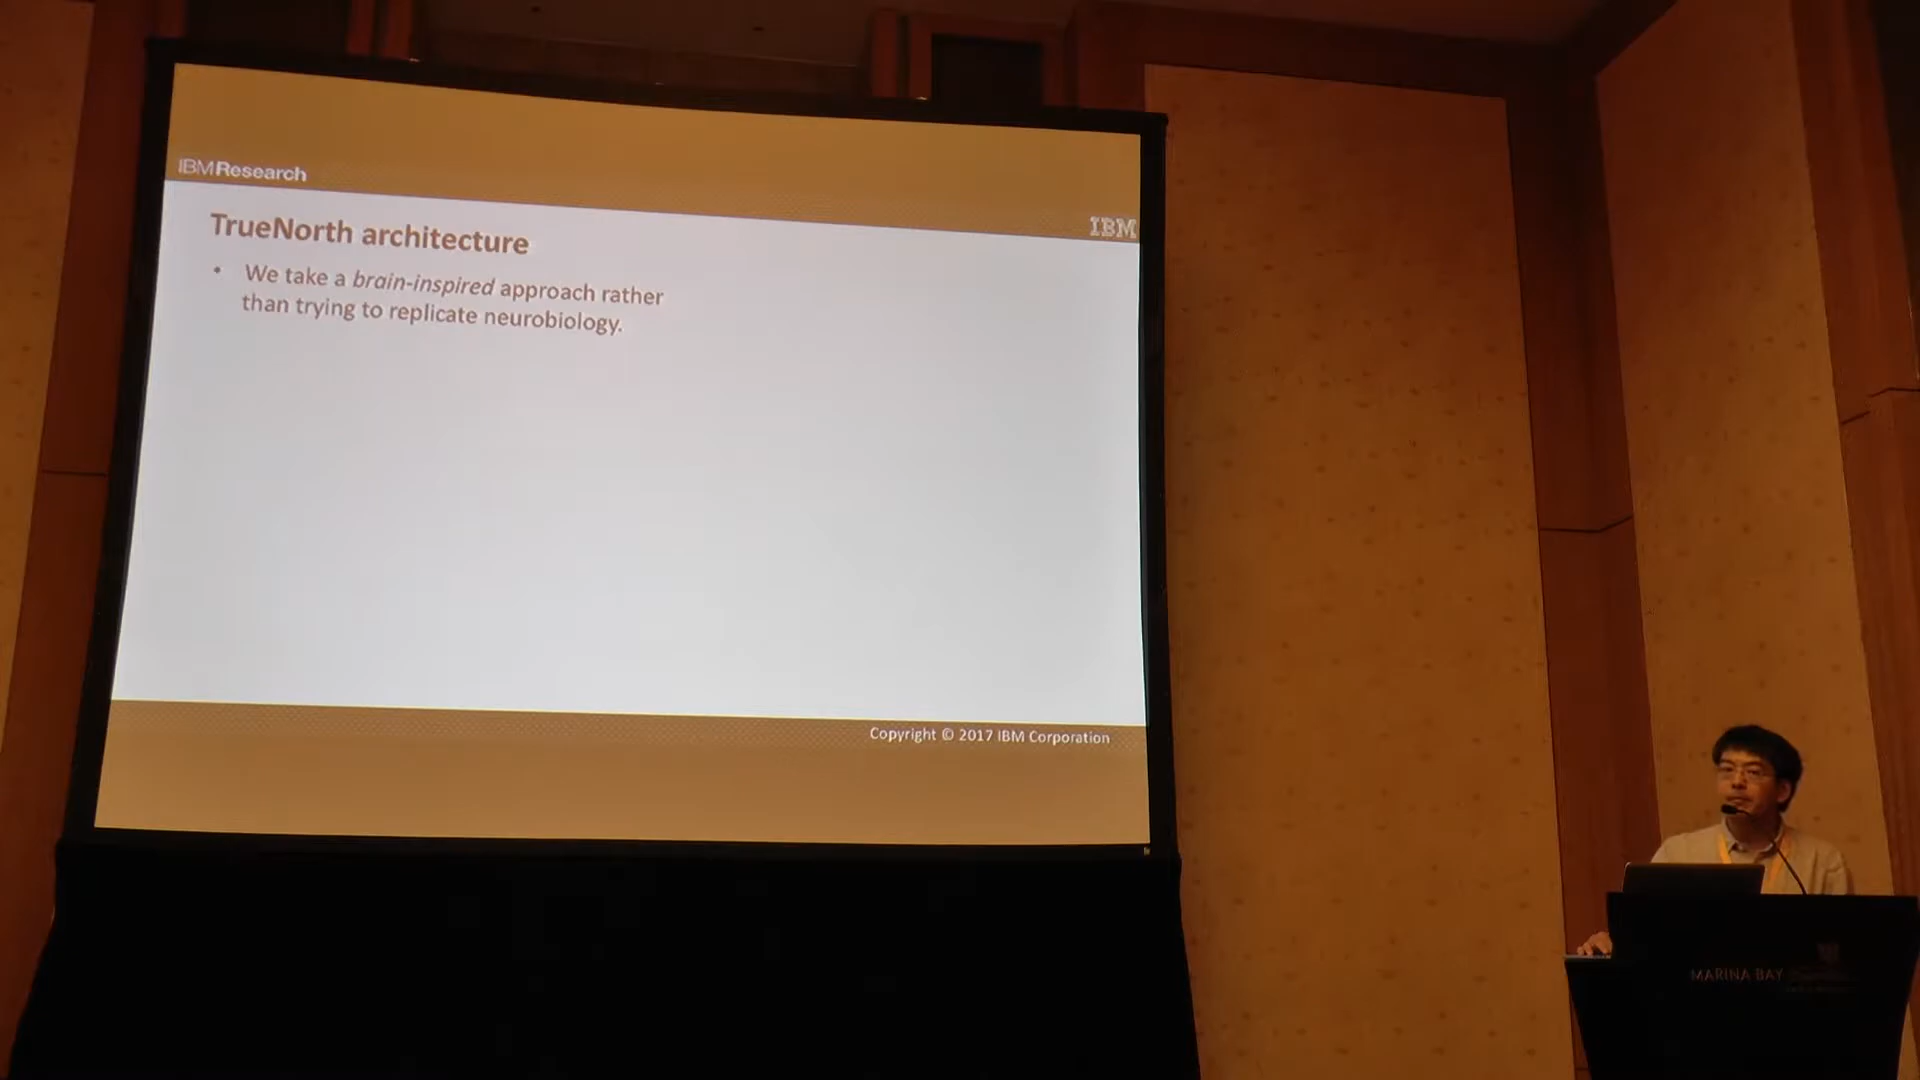 IBM Research
IBM
TrueNorth architecture
• We take a brain-inspired approach rather
than trying to replicate neurobiology.
Copyright © 2017 IBM Corporation
MARINA BAY